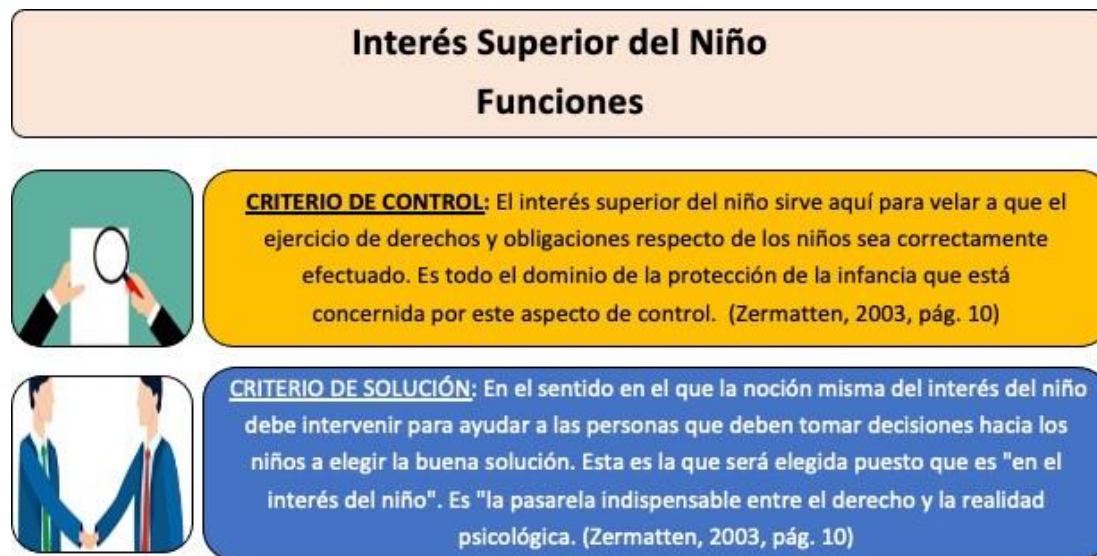 Interés Superior del Niño
Funciones
CRITERIO DE CONTROL: El interés superior del niño sirve aquí para velar a que el
ejercicio de derechos y obligaciones respecto de los niños sea correctamente
efectuado. Es todo el dominio de la protección de la infancia que está
concernida por este aspecto de control. (Zermatten, 2003, pág. 10)
CRITERIO DE SOLUCIÓN: En el sentido en el que la noción misma del interés del niño
debe intervenir para ayudar a las personas que deben tomar decisiones hacia los
niños a elegir la buena solución. Esta es la que será elegida puesto que es "en el
interés del niño". Es "la pasarela indispensable entre el derecho y la realidad
psicológica. (Zermatten, 2003, pág. 10)